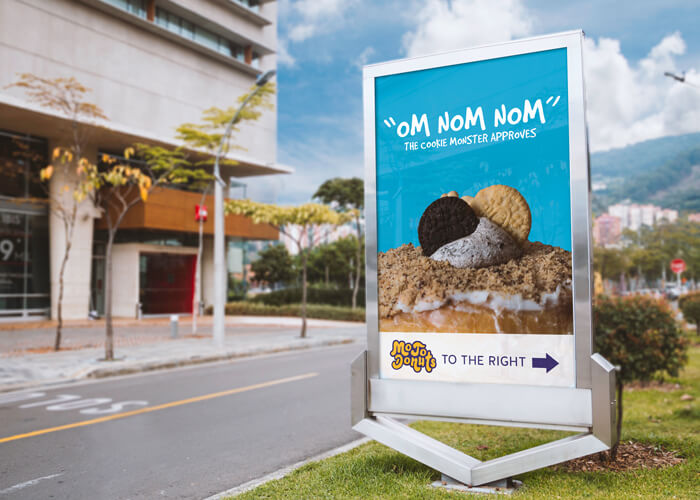 "OM NOM NOM"
THE COOKIE MONSTER APPROVES
MoJo
Donuts
TO THE RIGHT